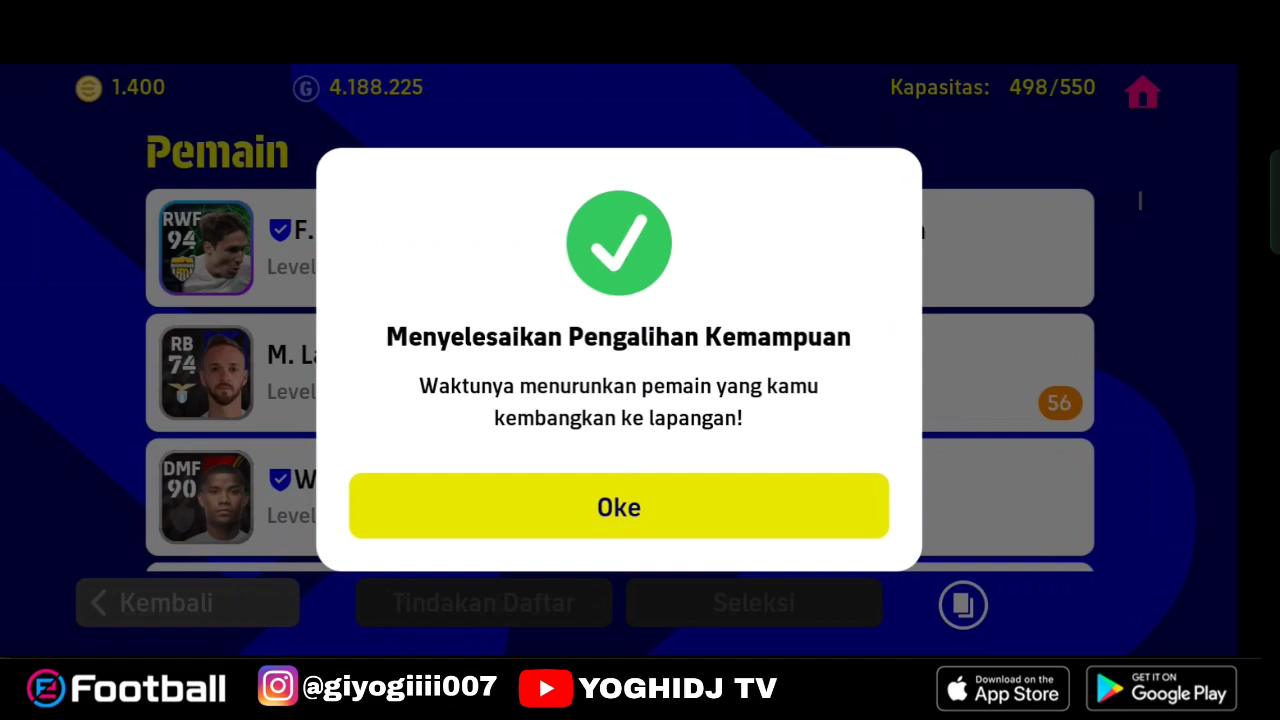 1.400
4.188.225
Kapasitas: 498/550
Pemain
RWF
94
F.
Level
RB
74
M. La
Level
56
DMF
90
W
Level
Menyelesaikan Pengalihan Kemampuan
Waktunya menurunkan pemain yang kamu
kembangkan ke lapangan!
Oke
Kembali
Tindakan Daftar
Seleksi
eFootball
@giyogiiii007
YOGHIDJ TV
Download on the
App Store
GET IT ON
Google Play